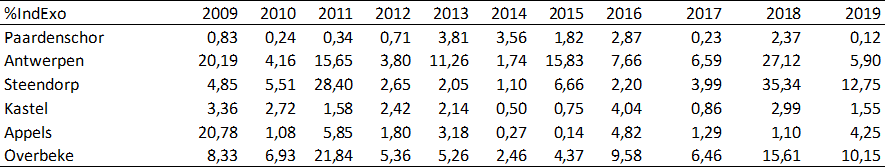 %IndExo 2009 2010 2011 2012 2013 2014 2015 2016 2017 2018 2019
Paardenschor 0,83 0,24 0,34 0,71 3,81 3,56 1,82 2,87 0,23 2,37 0,12
Antwerpen 20,19 4,16 15,65 3,80 11,26 1,74 15,83 7,66 6,59 27,12 5,90
Steendorp 4,85 5,51 28,40 2,65 2,05 1,10 6,66 2,20 3,99 35,34 12,75
Kastel 3,36 2,72 1,58 2,42 2,14 0,50 0,75 4,04 0,86 2,99 1,55
Appels 20,78 1,08 5,85 1,80 3,18 0,27 0,14 4,82 1,29 1,10 4,25
Overbeke 8,33 6,93 21,84 5,36 5,26 2,46 4,37 9,58 6,46 15,61 10,15